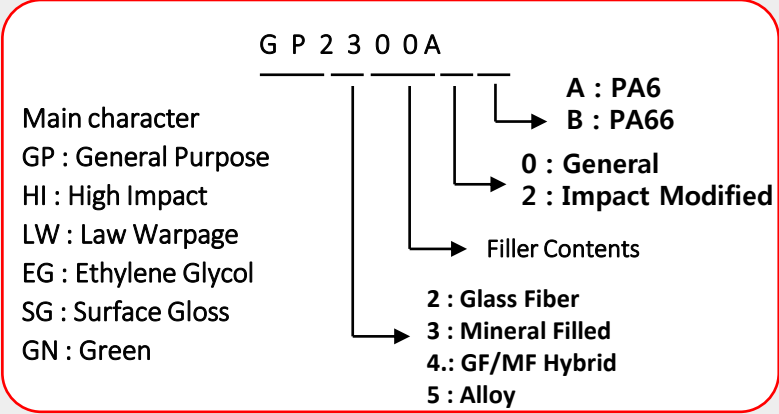 G P 2 3 0 0 A
Main character
GP : General Purpose
HI : High Impact
LW : Law Warpage
EG : Ethylene Glycol
SG : Surface Gloss
GN : Green
A : PA6
B : PA66
0 : General
2 : Impact Modified
Filler Contents
2 : Glass Fiber
3 : Mineral Filled
4.: GF/MF Hybrid
5 : Alloy